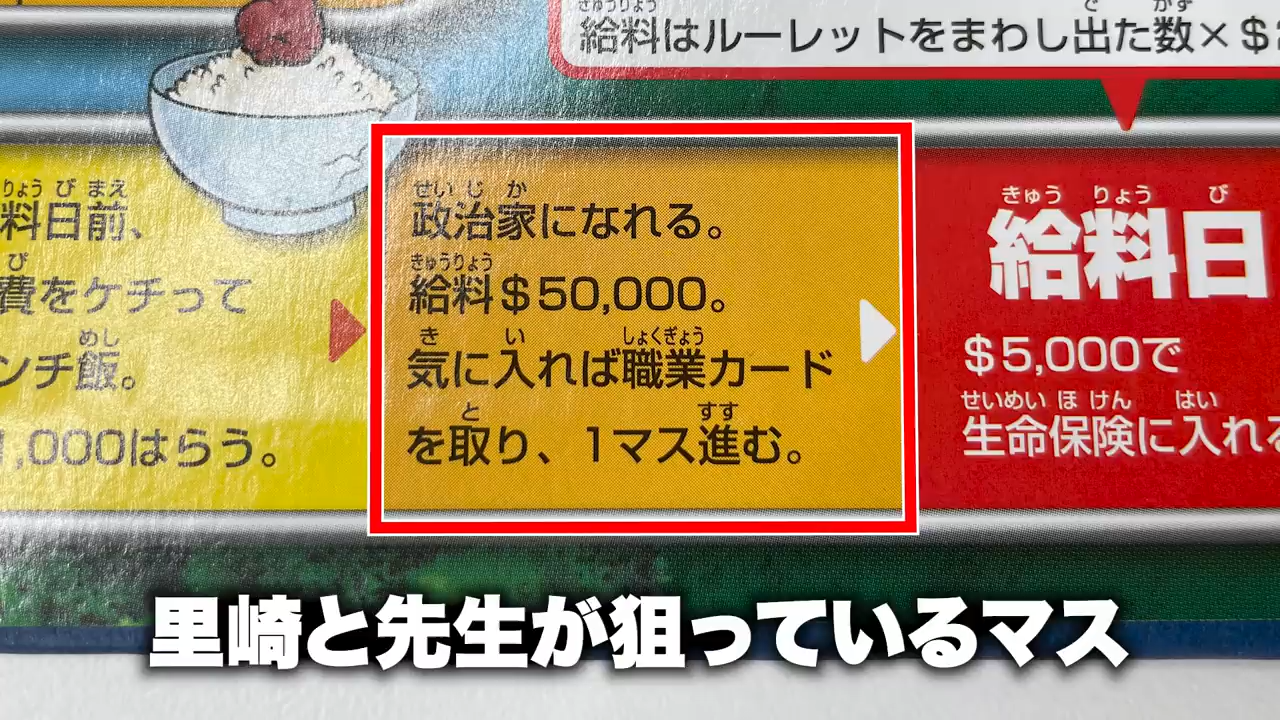 給料はルーレットをまわし出た数×$
料日前、
費をケチって
ンチ飯。
1,000はらう。
政治家になれる。
給料$50,000。
気に入れば職業カード
を取り、1マス進む。
給料日
$5,000で
生命保険に入れる
里崎と先生が狙っているマス